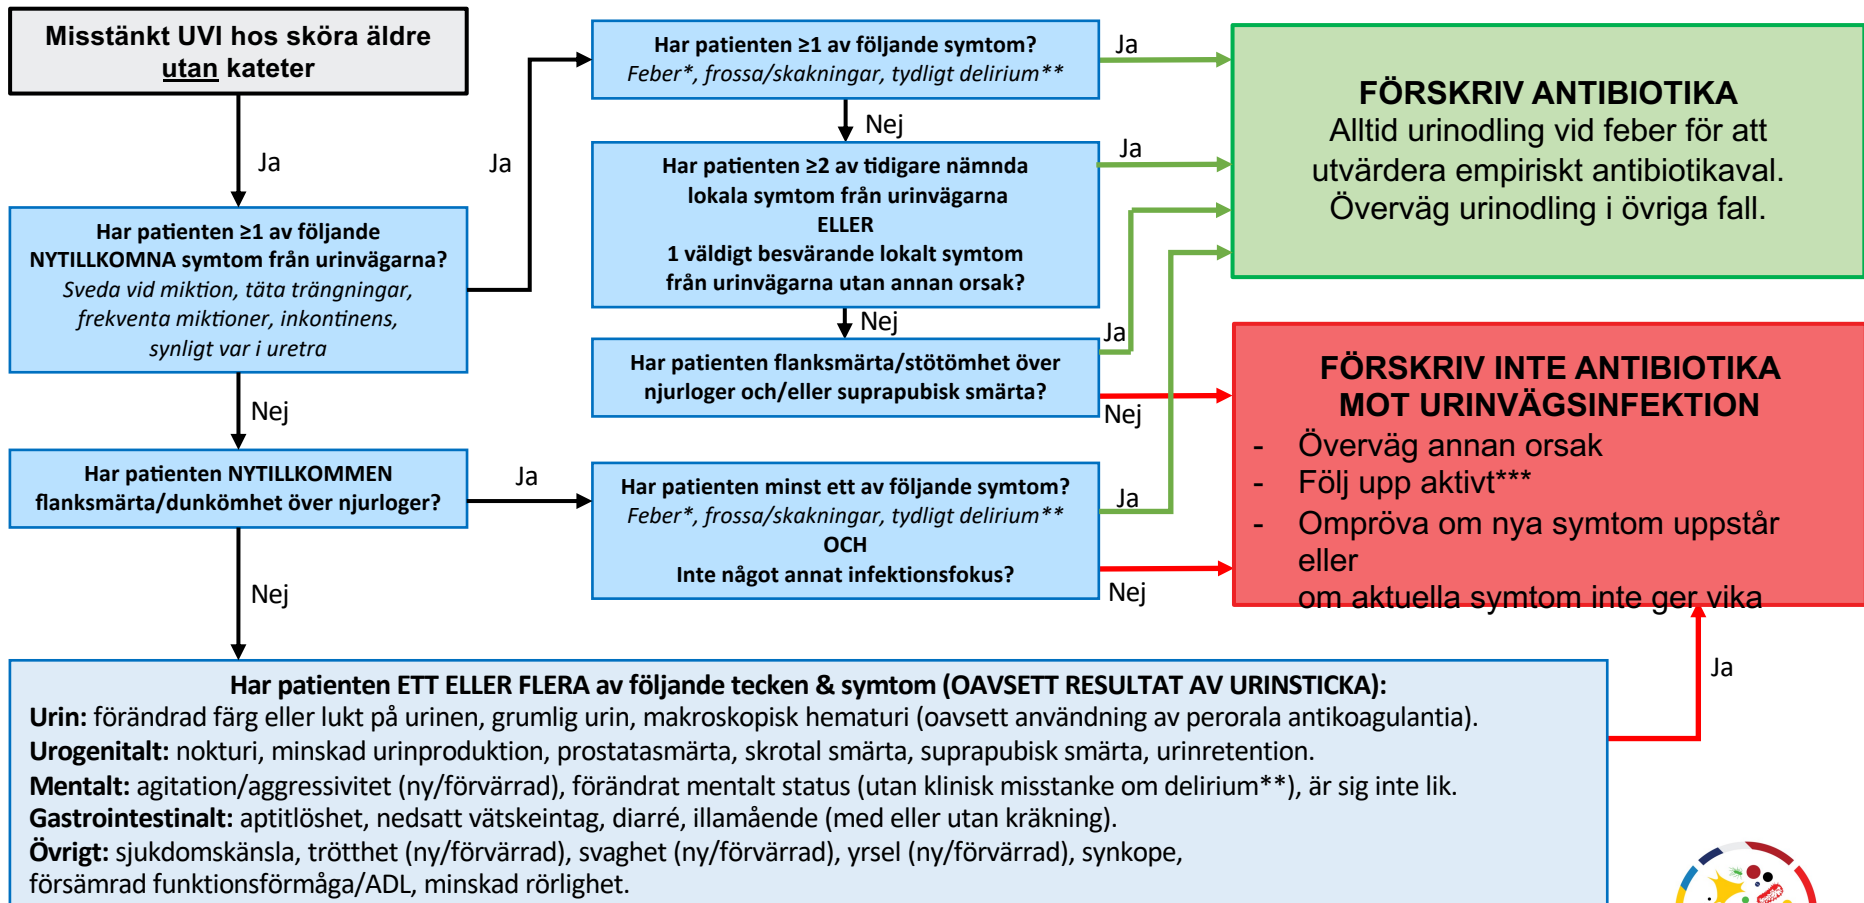 Misstänkt UVI hos sköra äldre
utan kateter
Ja
Har patienten ≥1 av följande
NYTILLKOMNA symtom från urinvägarna?
Sveda vid miktion, täta trängningar,
frekventa miktioner, inkontinens,
synligt var i uretra
Ja
Nej
Har patienten ≥1 av följande symtom?
Feber*, frossa/skakningar, tydligt delirium**
Ja
Nej
Har patienten ≥2 av tidigare nämnda
lokala symtom från urinvägarna
ELLER
1 väldigt besvärande lokalt symtom
från urinvägarna utan annan orsak?
Ja
Nej
Har patienten flanksmärta/stötömhet över
njurloger och/eller suprapubisk smärta?
Ja
Nej
Har patienten NYTILLKOMMEN
flanksmärta/dunkömhet över njurloger?
Ja
Nej
Har patienten minst ett av följande symtom?
Feber*, frossa/skakningar, tydligt delirium**
OCH
Inte något annat infektionsfokus?
Ja
Nej
FÖRSKRIV ANTIBIOTIKA
Alltid urinodling vid feber för att
utvärdera empiriskt antibiotikaval.
Överväg urinodling i övriga fall.
FÖRSKRIV INTE ANTIBIOTIKA
MOT URINVÄGSINFEKTION
- Överväg annan orsak
- Följ upp aktivt***
- Ompröva om nya symtom uppstår
eller
om aktuella symtom inte ger vika
Ja
Har patienten ETT ELLER FLERA av följande tecken & symtom (OAVSETT RESULTAT AV URINSTICKA):
Urin: förändrad färg eller lukt på urinen, grumlig urin, makroskopisk hematuri (oavsett användning av perorala antikoagulantia).
Urogenitalt: nokturi, minskad urinproduktion, prostatasmärta, skrotal smärta, suprapubisk smärta, urinretention.
Mentalt: agitation/aggressivitet (ny/förvärrad), förändrat mentalt status (utan klinisk misstanke om delirium**), är sig inte lik.
Gastrointestinalt: aptitlöshet, nedsatt vätskeintag, diarré, illamående (med eller utan kräkning).
Övrigt: sjukdomskänsla, trötthet (ny/förvärrad), svaghet (ny/förvärrad), yrsel (ny/förvärrad), synkope,
försämrad funktionsförmåga/ADL, minskad rörlighet.